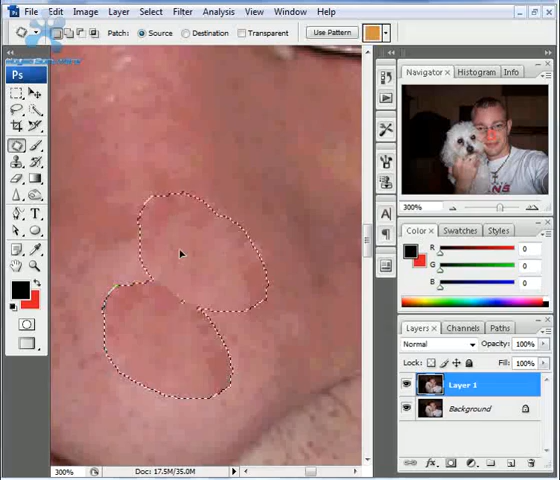 Ps File Edit Image Layer Select Filter Analysis View Window Help
Patch: Source Destination Transparent Use Pattern
Ps
Navigator × Histogram Info
300%
Color × Swatches Styles
R 0
G 0
B 0
Layers × Channels Paths
Normal Opacity: 100%
Lock: Fill: 100%
Layer 1
Background
300% Doc: 17.5M/35.0M